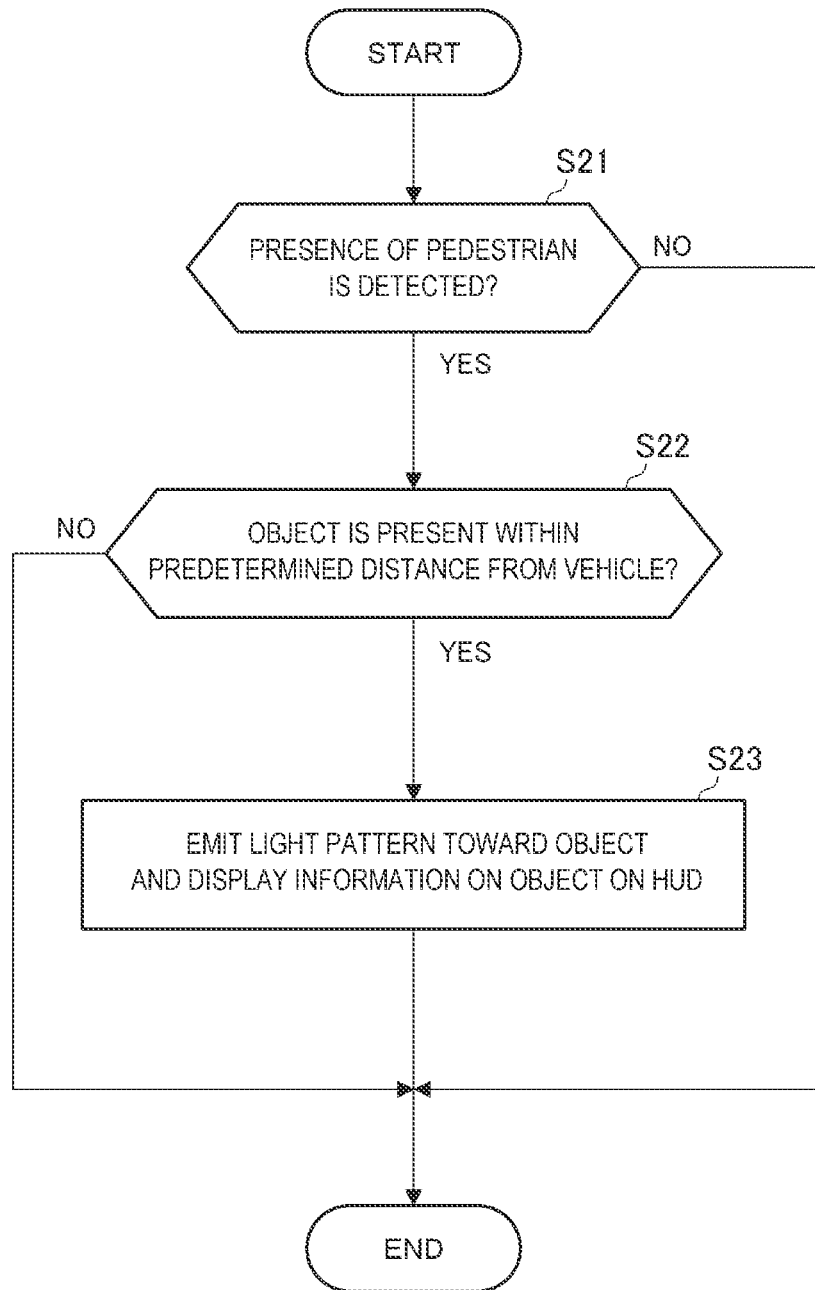 START
S21
PRESENCE OF PEDESTRIAN
IS DETECTED?
NO
YES
S22
NO
OBJECT IS PRESENT WITHIN
PREDETERMINED DISTANCE FROM VEHICLE?
YES
S23
EMIT LIGHT PATTERN TOWARD OBJECT
AND DISPLAY INFORMATION ON OBJECT ON HUD
END